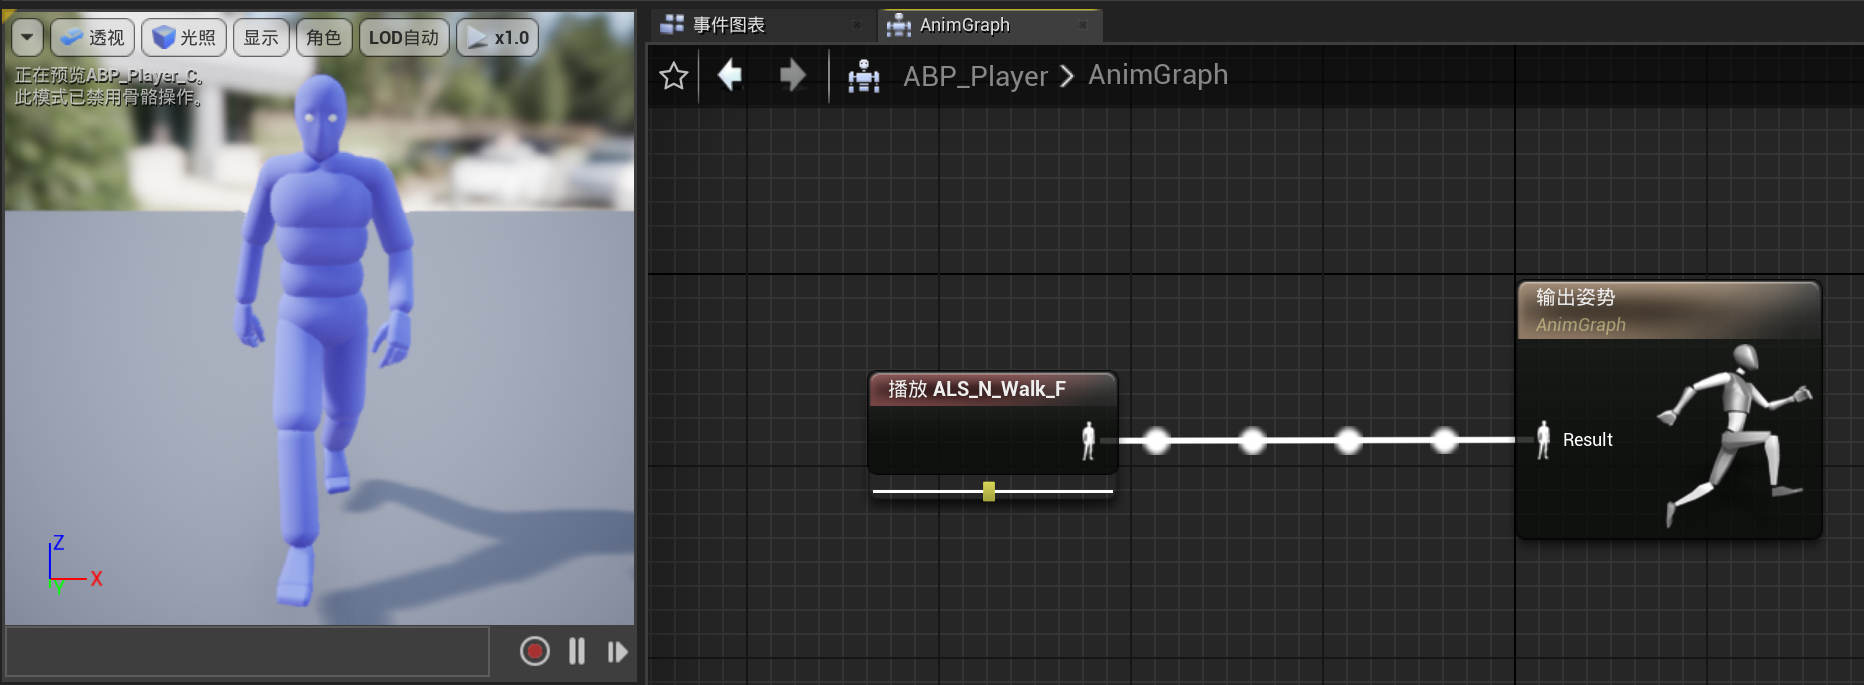 透视
光照
显示
角色
LOD自动
x1.0
正在预览ABP_Player_C。
此模式已禁用骨骼操作。
Z
X
Y
事件图表
AnimGraph
ABP_Player
AnimGraph
播放 ALS_N_Walk_F
输出姿势
AnimGraph
Result